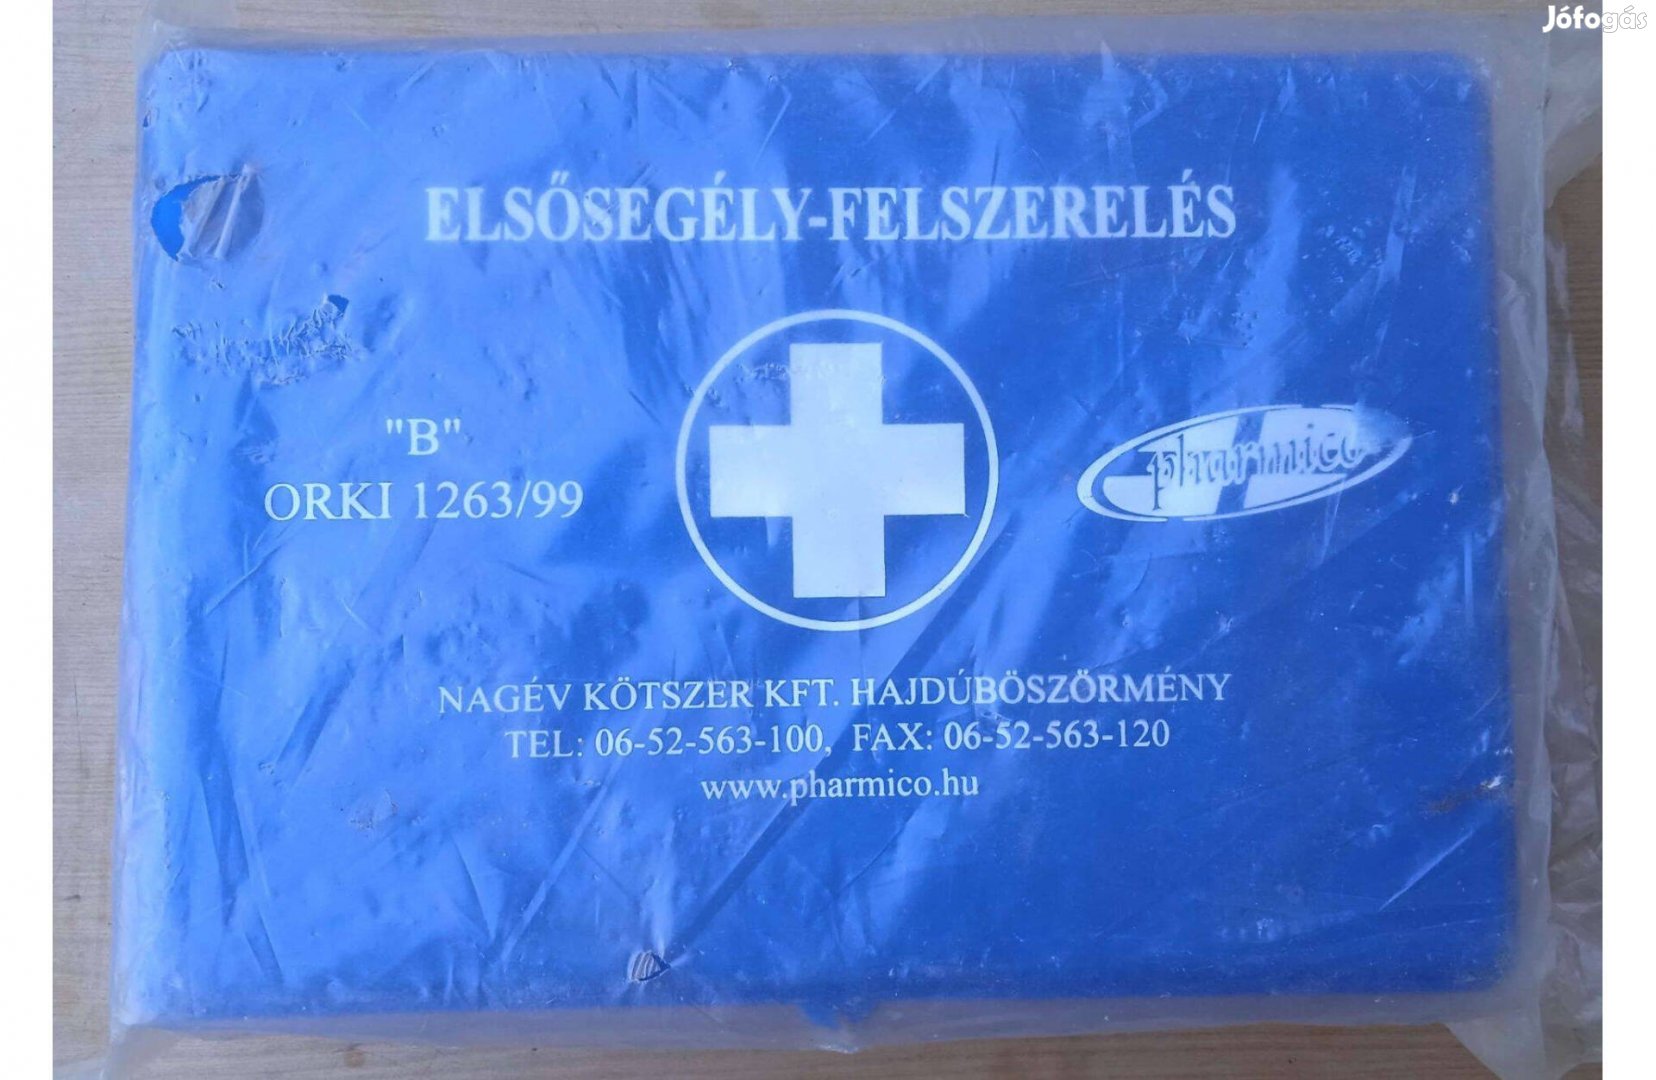 Jófogás
ELSŐSEGÉLY-FELSZERELÉS
"B"
ORKI 1263/99
pharmico
NAGÉV KÖTSZER KFT. HAJDÚBÖSZÖRMÉNY
TEL: 06-52-563-100, FAX: 06-52-563-120
www.pharmico.hu